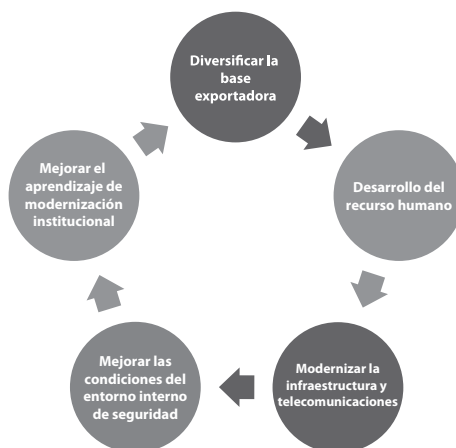 Diversificar la
base
exportadora
Desarrollo del
recurso humano
Modernizar la
infraestructura y
telecomunicaciones
Mejorar las
condiciones del
entorno interno
de seguridad
Mejorar el
aprendizaje de
modernización
institucional